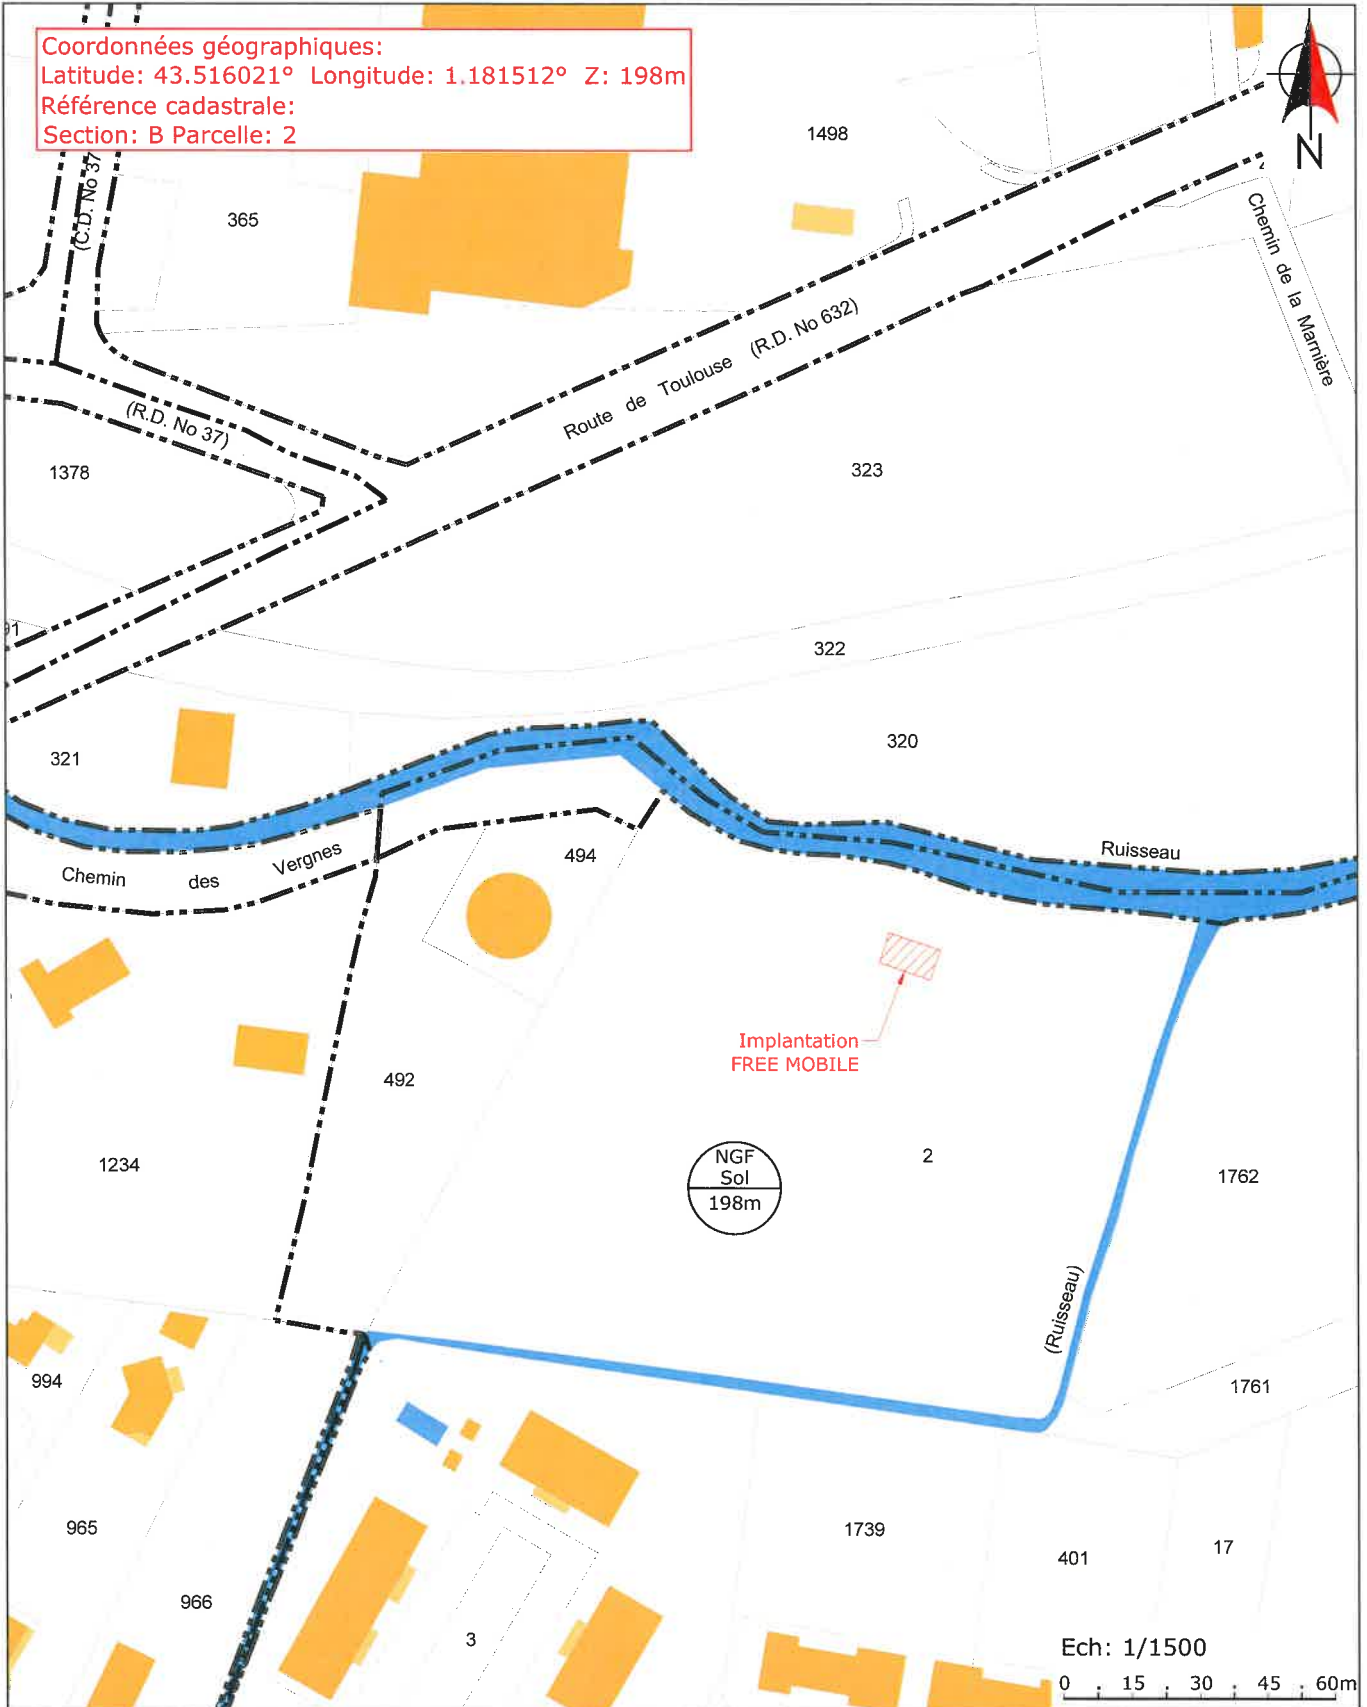 Coordonnées géographiques:
Latitude: 43.516021° Longitude: 1.181512° Z: 198m
Référence cadastrale:
Section: B Parcelle: 2
N
(C.D. No 37
365
1498
Chemin de la Marnière
Route de Toulouse (R.D. No 632)
(R.D. No 37)
1378
323
91
322
321
320
Ruisseau
Chemin des Vergnes
494
Implantation
FREE MOBILE
492
1234
NGF
Sol
198m
2
1762
(Ruisseau)
994
1761
965
1739
401
17
966
3
Ech: 1/1500
0 15 30 45 60m